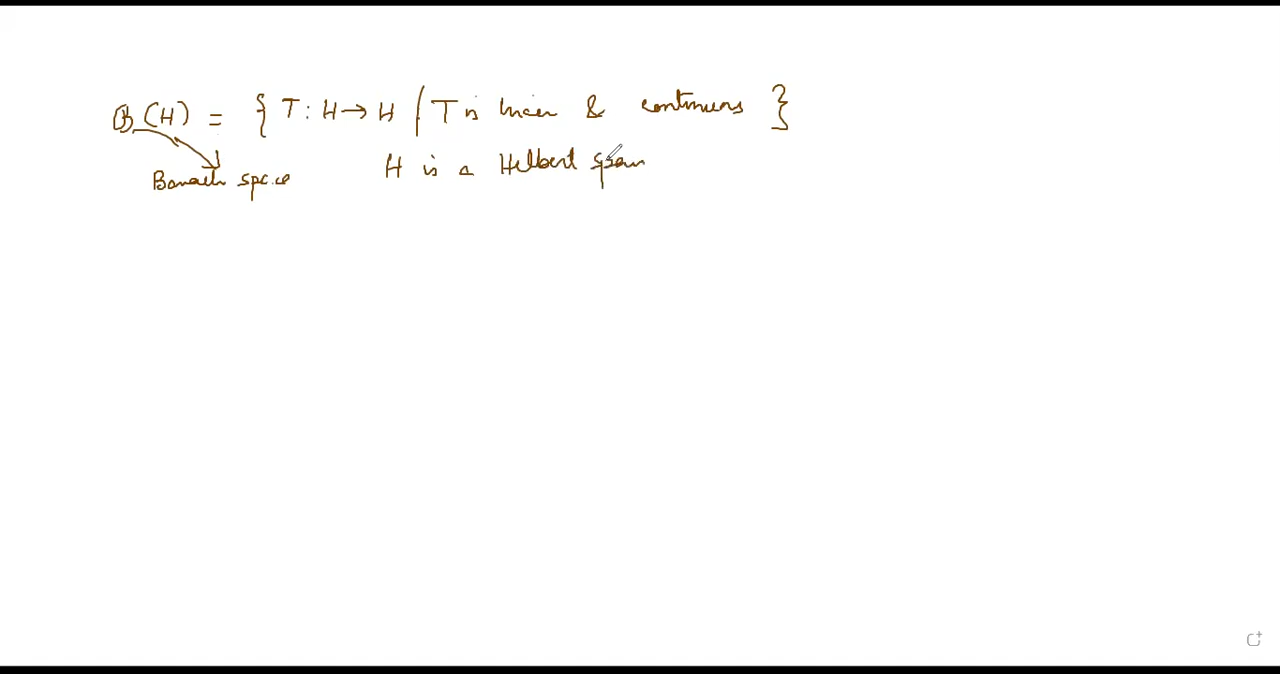 B(H) = { T : H → H / T is linear & continuous }
H is a Hilbert space
Banach space